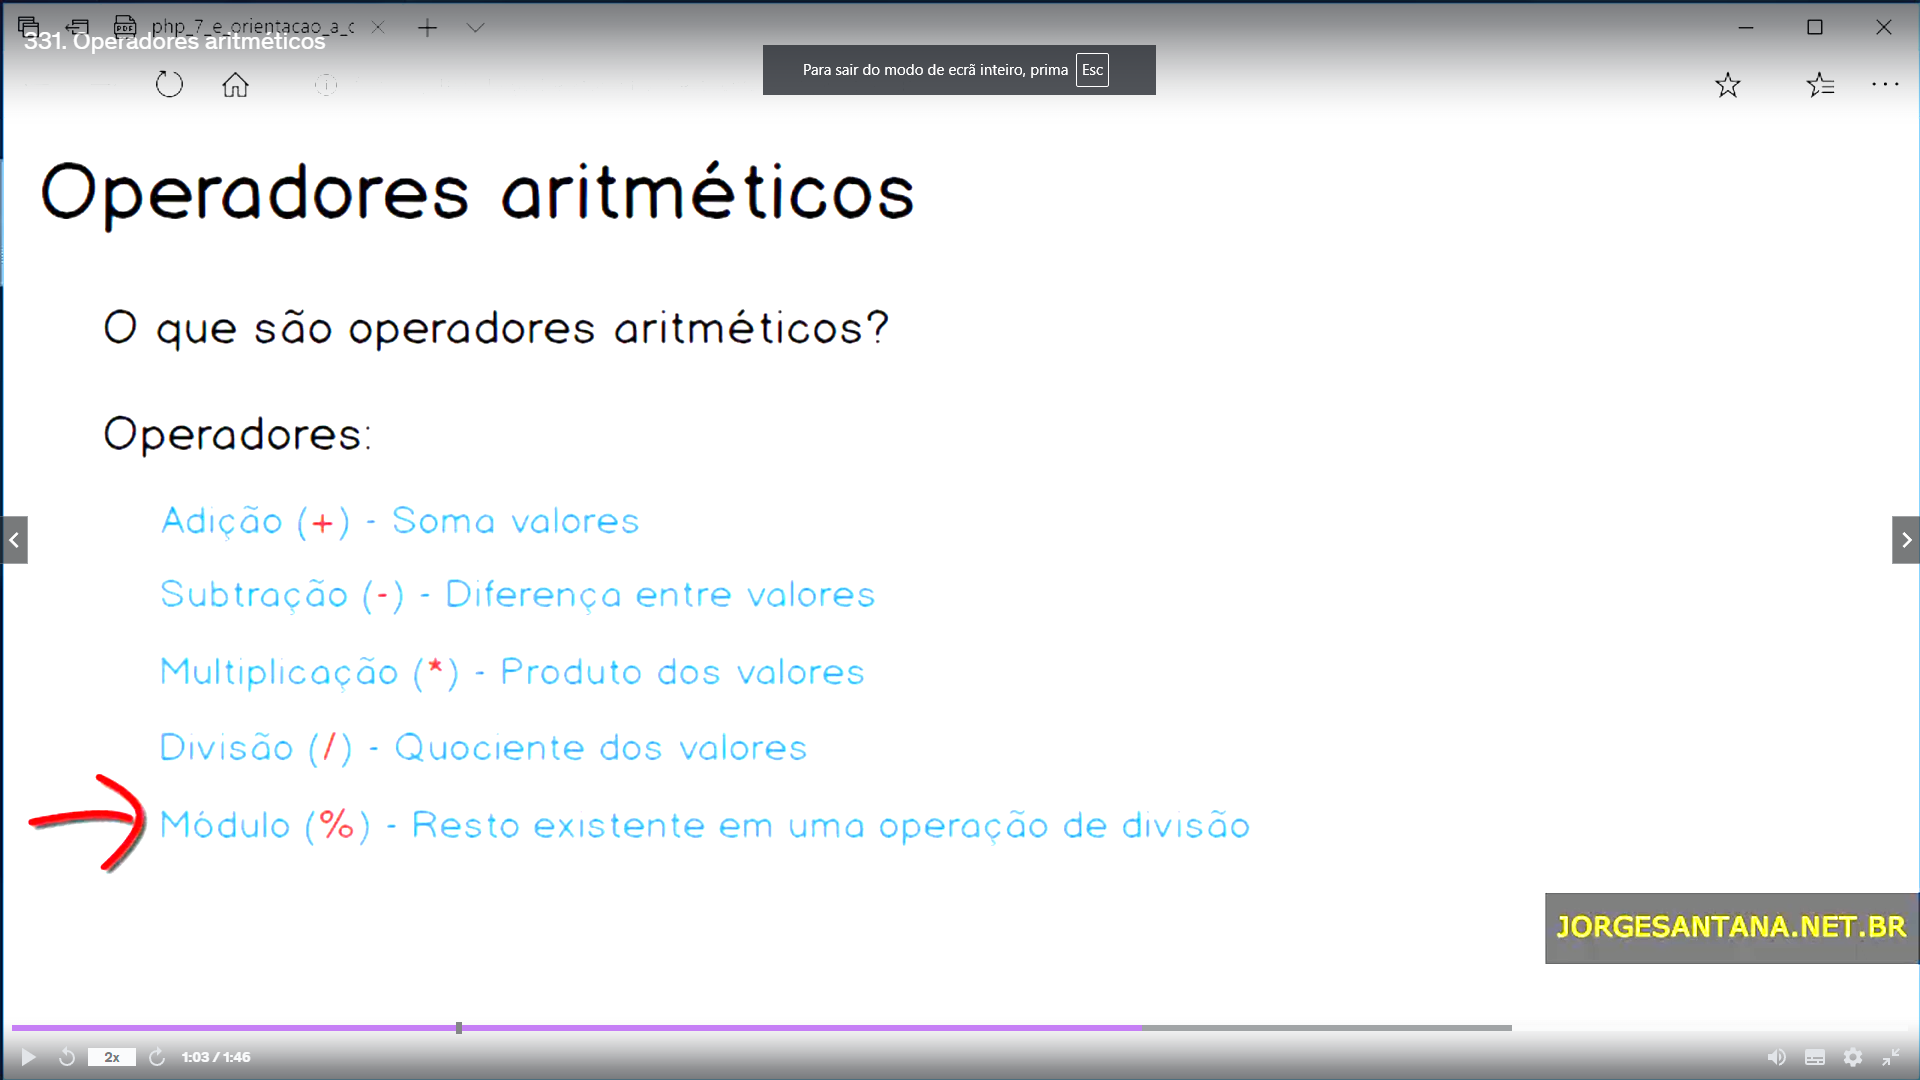 php_7_e_orientacao_a_c
331. Operadores aritméticos
Para sair do modo de ecrã inteiro, prima Esc
Operadores aritméticos
O que são operadores aritméticos?
Operadores:
Adição (+) - Soma valores
Subtração (-) - Diferença entre valores
Multiplicação (*) - Produto dos valores
Divisão (/) - Quociente dos valores
Módulo (%) - Resto existente em uma operação de divisão
JORGESANTANA.NET.BR
2x
1:03 / 1:46